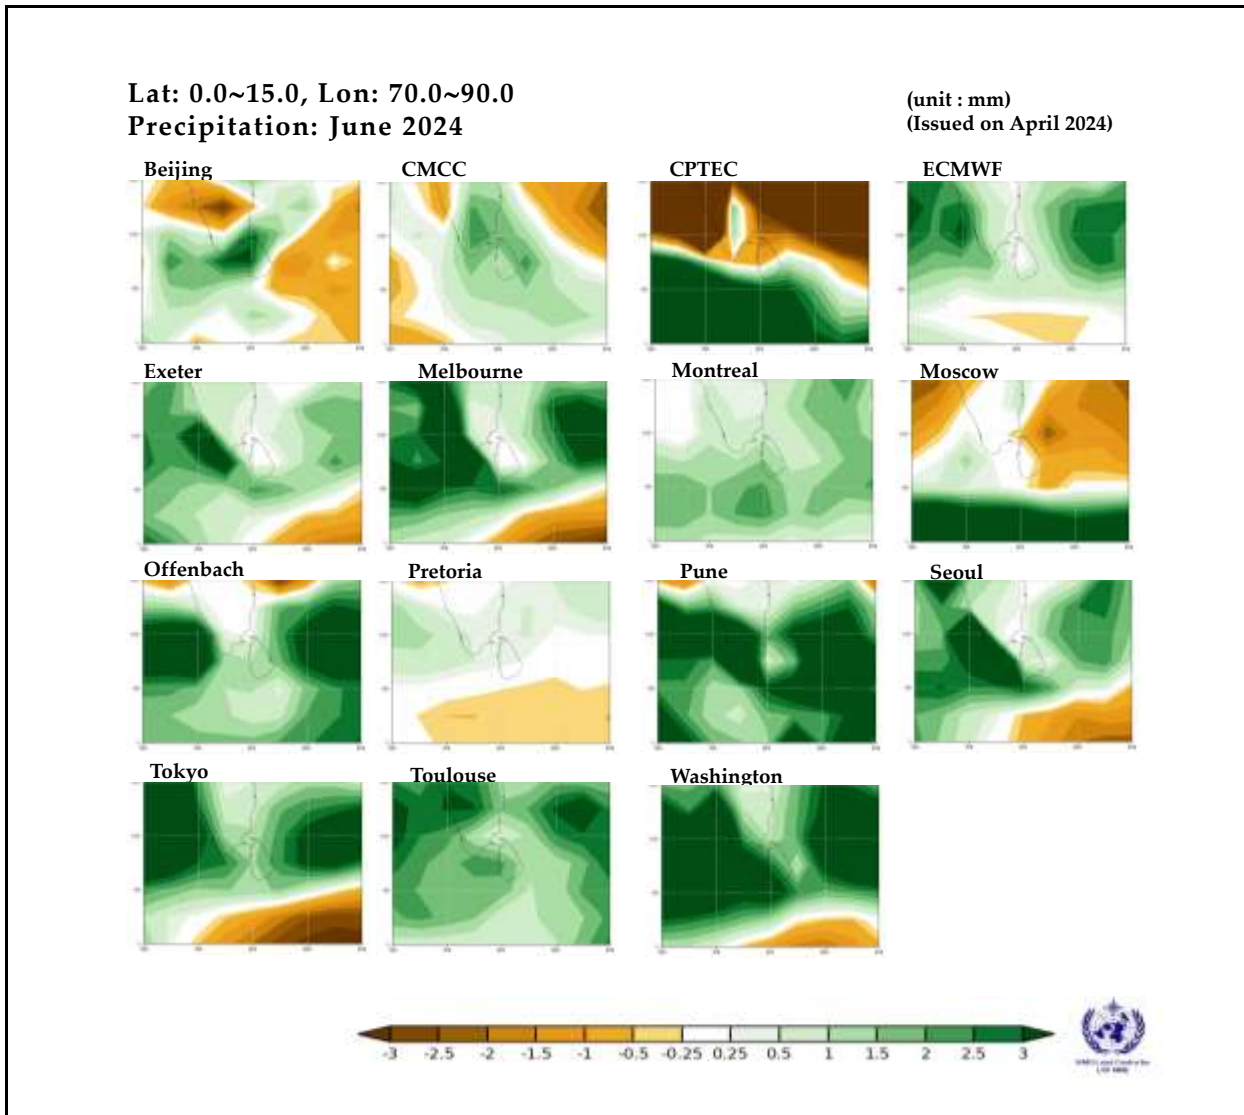 Lat: 0.0~15.0, Lon: 70.0~90.0
Precipitation: June 2024
(unit : mm)
(Issued on April 2024)
Beijing CMCC CPTEC ECMWF
Exeter Melbourne Montreal Moscow
Offenbach Pretoria Pune Seoul
Tokyo Toulouse Washington
-3 -2.5 -2 -1.5 -1 -0.5 -0.25 0.25 0.5 1 1.5 2 2.5 3